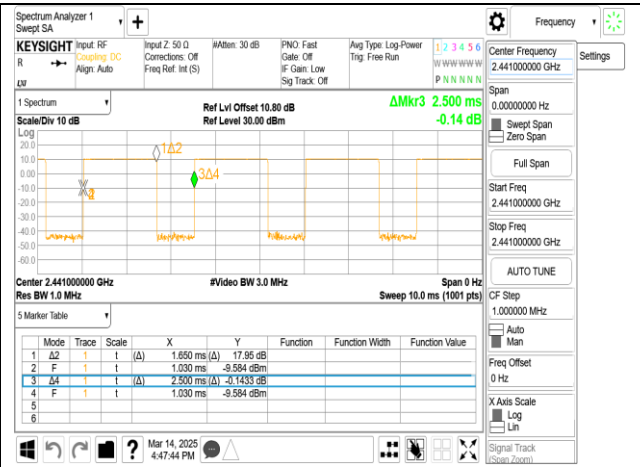 Spectrum Analyzer 1
Swept SA
KEYSIGHT
R
Input: RF
Coupling: DC
Align: Auto
Input Z: 50 Ω
Corrections: Off
Freq Ref: Int (S)
#Atten: 30 dB
PNO: Fast
Gate: Off
IF Gain: Low
Sig Track: Off
Avg Type: Log-Power
Trig: Free Run
1 2 3 4 5 6
W W W W W W
P N N N N N
1 Spectrum
Scale/Div 10 dB
Ref Lvl Offset 10.80 dB
Ref Level 30.00 dBm
ΔMkr3 2.500 ms
-0.14 dB
Log
20.0
10.0
0.00
-10.0
-20.0
-30.0
-40.0
-50.0
-60.0
1Δ2
3Δ4
Center 2.441000000 GHz
#Video BW 3.0 MHz
Span 0 Hz
Res BW 1.0 MHz
Sweep 10.0 ms (1001 pts)
5 Marker Table
Mode Trace Scale X Y Function Function Width Function Value
1 Δ2 1 t (Δ) 1.650 ms (Δ) 17.95 dB
2 F 1 t 1.030 ms -9.584 dBm
3 Δ4 1 t (Δ) 2.500 ms (Δ) -0.1433 dB
4 F 1 t 1.030 ms -9.584 dBm
5
6
Mar 14, 2025
4:47:44 PM
Frequency
Settings
Center Frequency
2.441000000 GHz
Span
0.00000000 Hz
Swept Span
Zero Span
Full Span
Start Freq
2.441000000 GHz
Stop Freq
2.441000000 GHz
AUTO TUNE
CF Step
1.000000 MHz
Auto
Man
Freq Offset
0 Hz
X Axis Scale
Log
Lin
Signal Track
(Span Zoom)